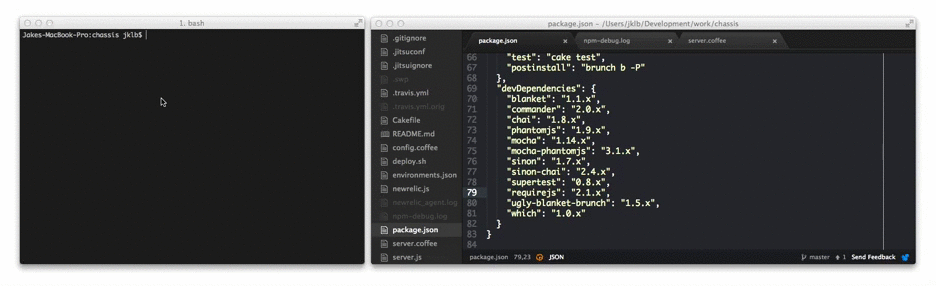 1. bash
Jakes-MacBook-Pro:chassis jklb$
package.json - /Users/jklb/Development/work/chassis
.gitignore
.jitsuconf
.jitsuignore
.swp
.travis.yml
.travis.yml.orig
Cakefile
README.md
config.coffee
deploy.sh
environments.json
newrelic.js
newrelic_agent.log
npm-debug.log
package.json
server.coffee
server.js
package.json
npm-debug.log
server.coffee
66 "test": "cake test",
67 "postinstall": "brunch b -P"
68 },
69 "devDependencies": {
70 "blanket": "1.1.x",
71 "commander": "2.0.x",
72 "chai": "1.8.x",
73 "phantomjs": "1.9.x",
74 "mocha": "1.14.x",
75 "mocha-phantomjs": "3.1.x",
76 "sinon": "1.7.x",
77 "sinon-chai": "2.4.x",
78 "supertest": "0.8.x",
79 "requirejs": "2.1.x",
80 "ugly-blanket-brunch": "1.5.x",
81 "which": "1.0.x"
82 }
83 }
84
package.json 79,23 JSON
master 1 Send Feedback